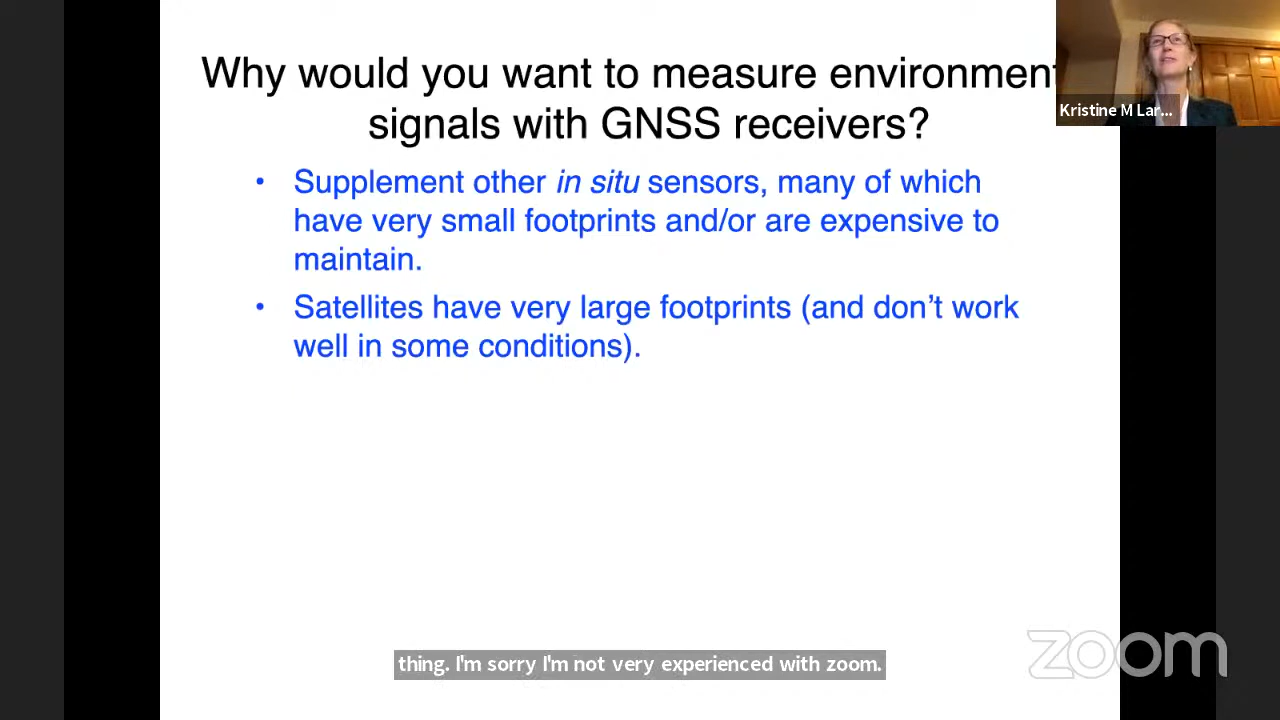 Why would you want to measure environment
signals with GNSS receivers?
Kristine M Lar...
• Supplement other in situ sensors, many of which
have very small footprints and/or are expensive to
maintain.
• Satellites have very large footprints (and don't work
well in some conditions).
thing. I'm sorry I'm not very experienced with zoom.
zoom